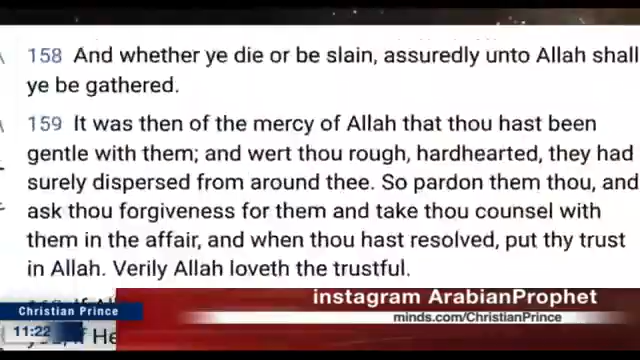 158 And whether ye die or be slain, assuredly unto Allah shall
ye be gathered.
159 It was then of the mercy of Allah that thou hast been
gentle with them; and wert thou rough, hardhearted, they had
surely dispersed from around thee. So pardon them thou, and
ask thou forgiveness for them and take thou counsel with
them in the affair, and when thou hast resolved, put thy trust
in Allah. Verily Allah loveth the trustful.
instagram ArabianProphet
Christian Prince
minds.com/ChristianPrince
11:22